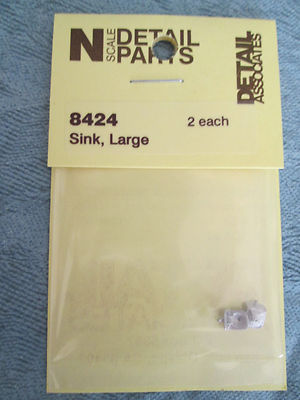 N SCALE DETAIL PARTS
DETAIL ASSOCIATES
8424 2 each
Sink, Large